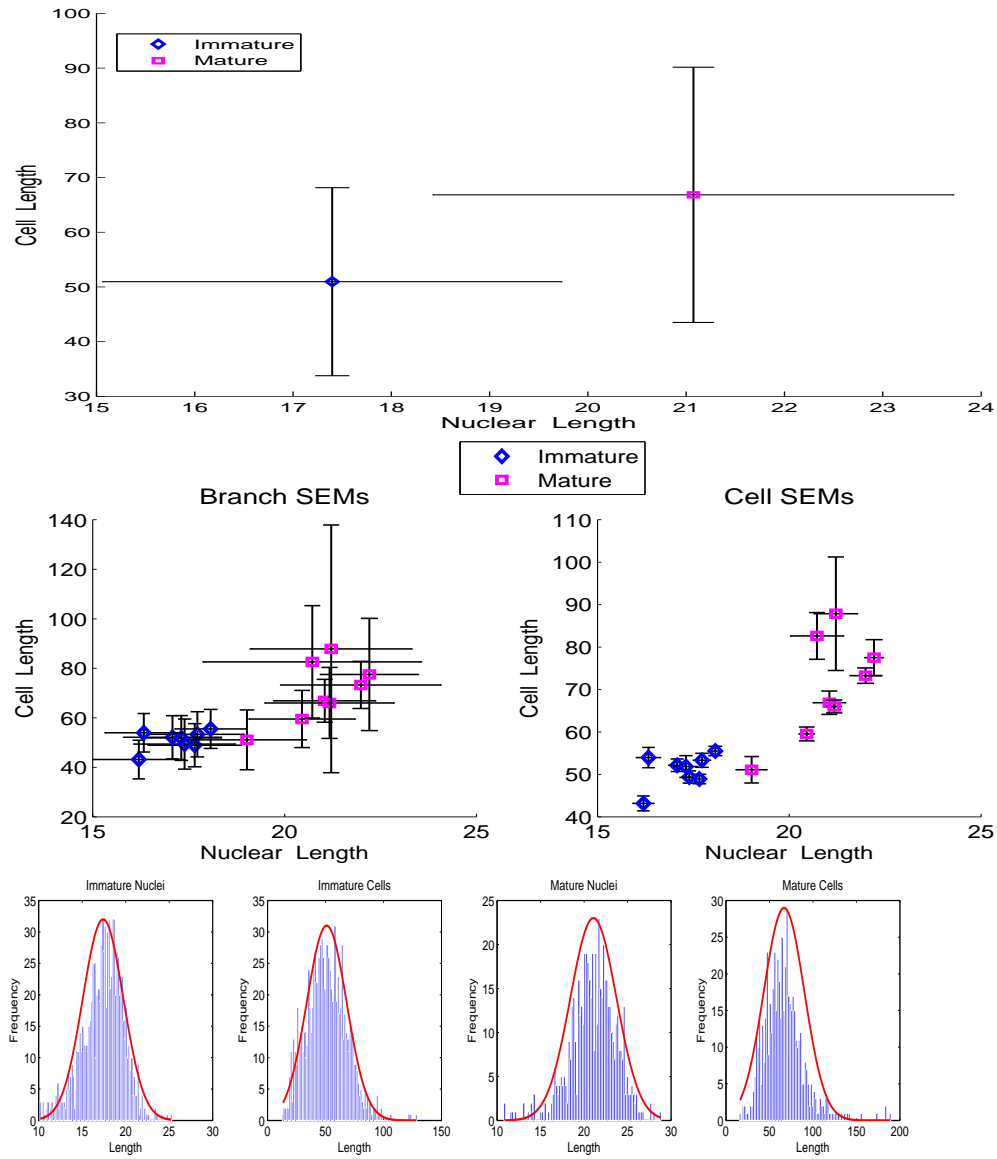 100
90
80
70
60
50
40
30
Cell Length
Immature
Mature
15 16 17 18 19 20 21 22 23 24
Nuclear Length
Immature
Mature
Branch SEMs
140
120
100
80
60
40
20
Cell Length
15 20 25
Nuclear Length
Cell SEMs
110
100
90
80
70
60
50
40
Cell Length
15 20 25
Nuclear Length
Immature Nuclei
35
30
25
20
15
10
5
0
Frequency
10 15 20 25 30
Length
Immature Cells
35
30
25
20
15
10
5
0
Frequency
0 50 100 150
Length
Mature Nuclei
25
20
15
10
5
0
Frequency
10 15 20 25 30
Length
Mature Cells
30
25
20
15
10
5
0
Frequency
0 50 100 150 200
Length